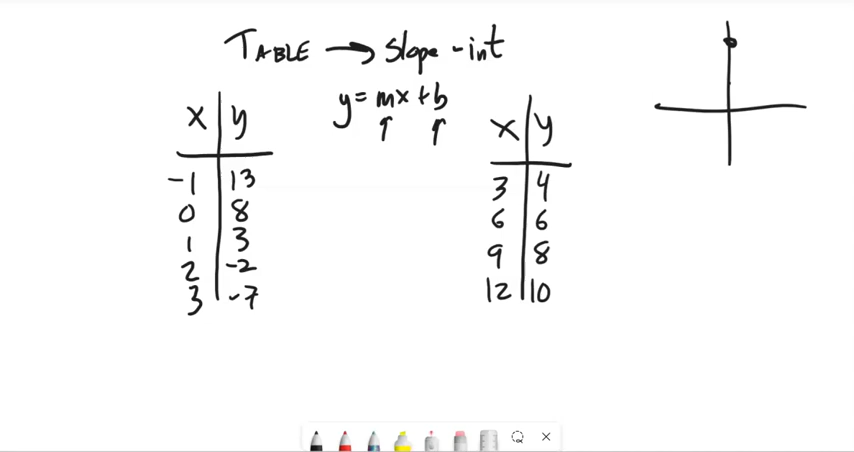 TABLE → slope-int
y = mx + b
↑ ↑
x y
-1 13
0 8
1 3
2 -2
3 -7
x y
3 4
6 6
9 8
12 10